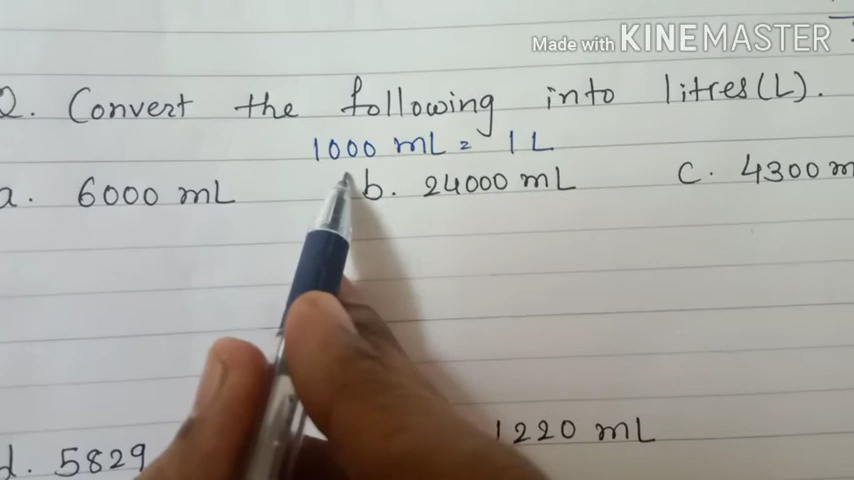 Made with KINEMASTER
2. Convert the following into litres (L).
1000 mL = 1 L
a. 6000 mL b. 24000 mL c. 4300 m
d. 5829 1220 mL